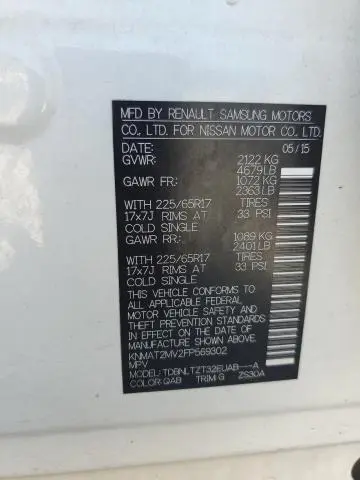 MFD BY RENAULT SAMSUNG MOTORS
CO., LTD. FOR NISSAN MOTOR CO., LTD.
DATE: 05/15
GVWR: 2122 KG
4679 LB
GAWR FR: 1072 KG
2363 LB
WITH 225/65R17 TIRES
17x7J RIMS AT 33 PSI
COLD SINGLE
GAWR RR: 1089 KG
2401 LB
WITH 225/65R17 TIRES
17x7J RIMS AT 33 PSI
COLD SINGLE
THIS VEHICLE CONFORMS TO
ALL APPLICABLE FEDERAL
MOTOR VEHICLE SAFETY AND
THEFT PREVENTION STANDARDS
IN EFFECT ON THE DATE OF
MANUFACTURE SHOWN ABOVE.
KNMAT2MV2FP569302
MPV
MODEL: TDBNLTZT32EUAB----A
COLOR: QAB TRIM: G ZS30A